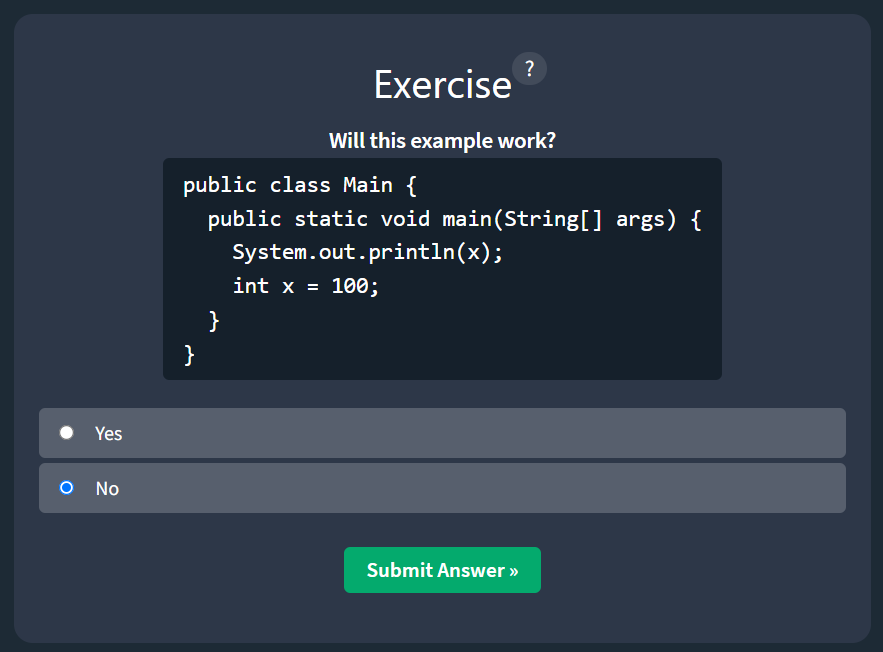 Exercise ?
Will this example work?
public class Main {
  public static void main(String[] args) {
    System.out.println(x);
    int x = 100;
  }
}
Yes
No
Submit Answer »